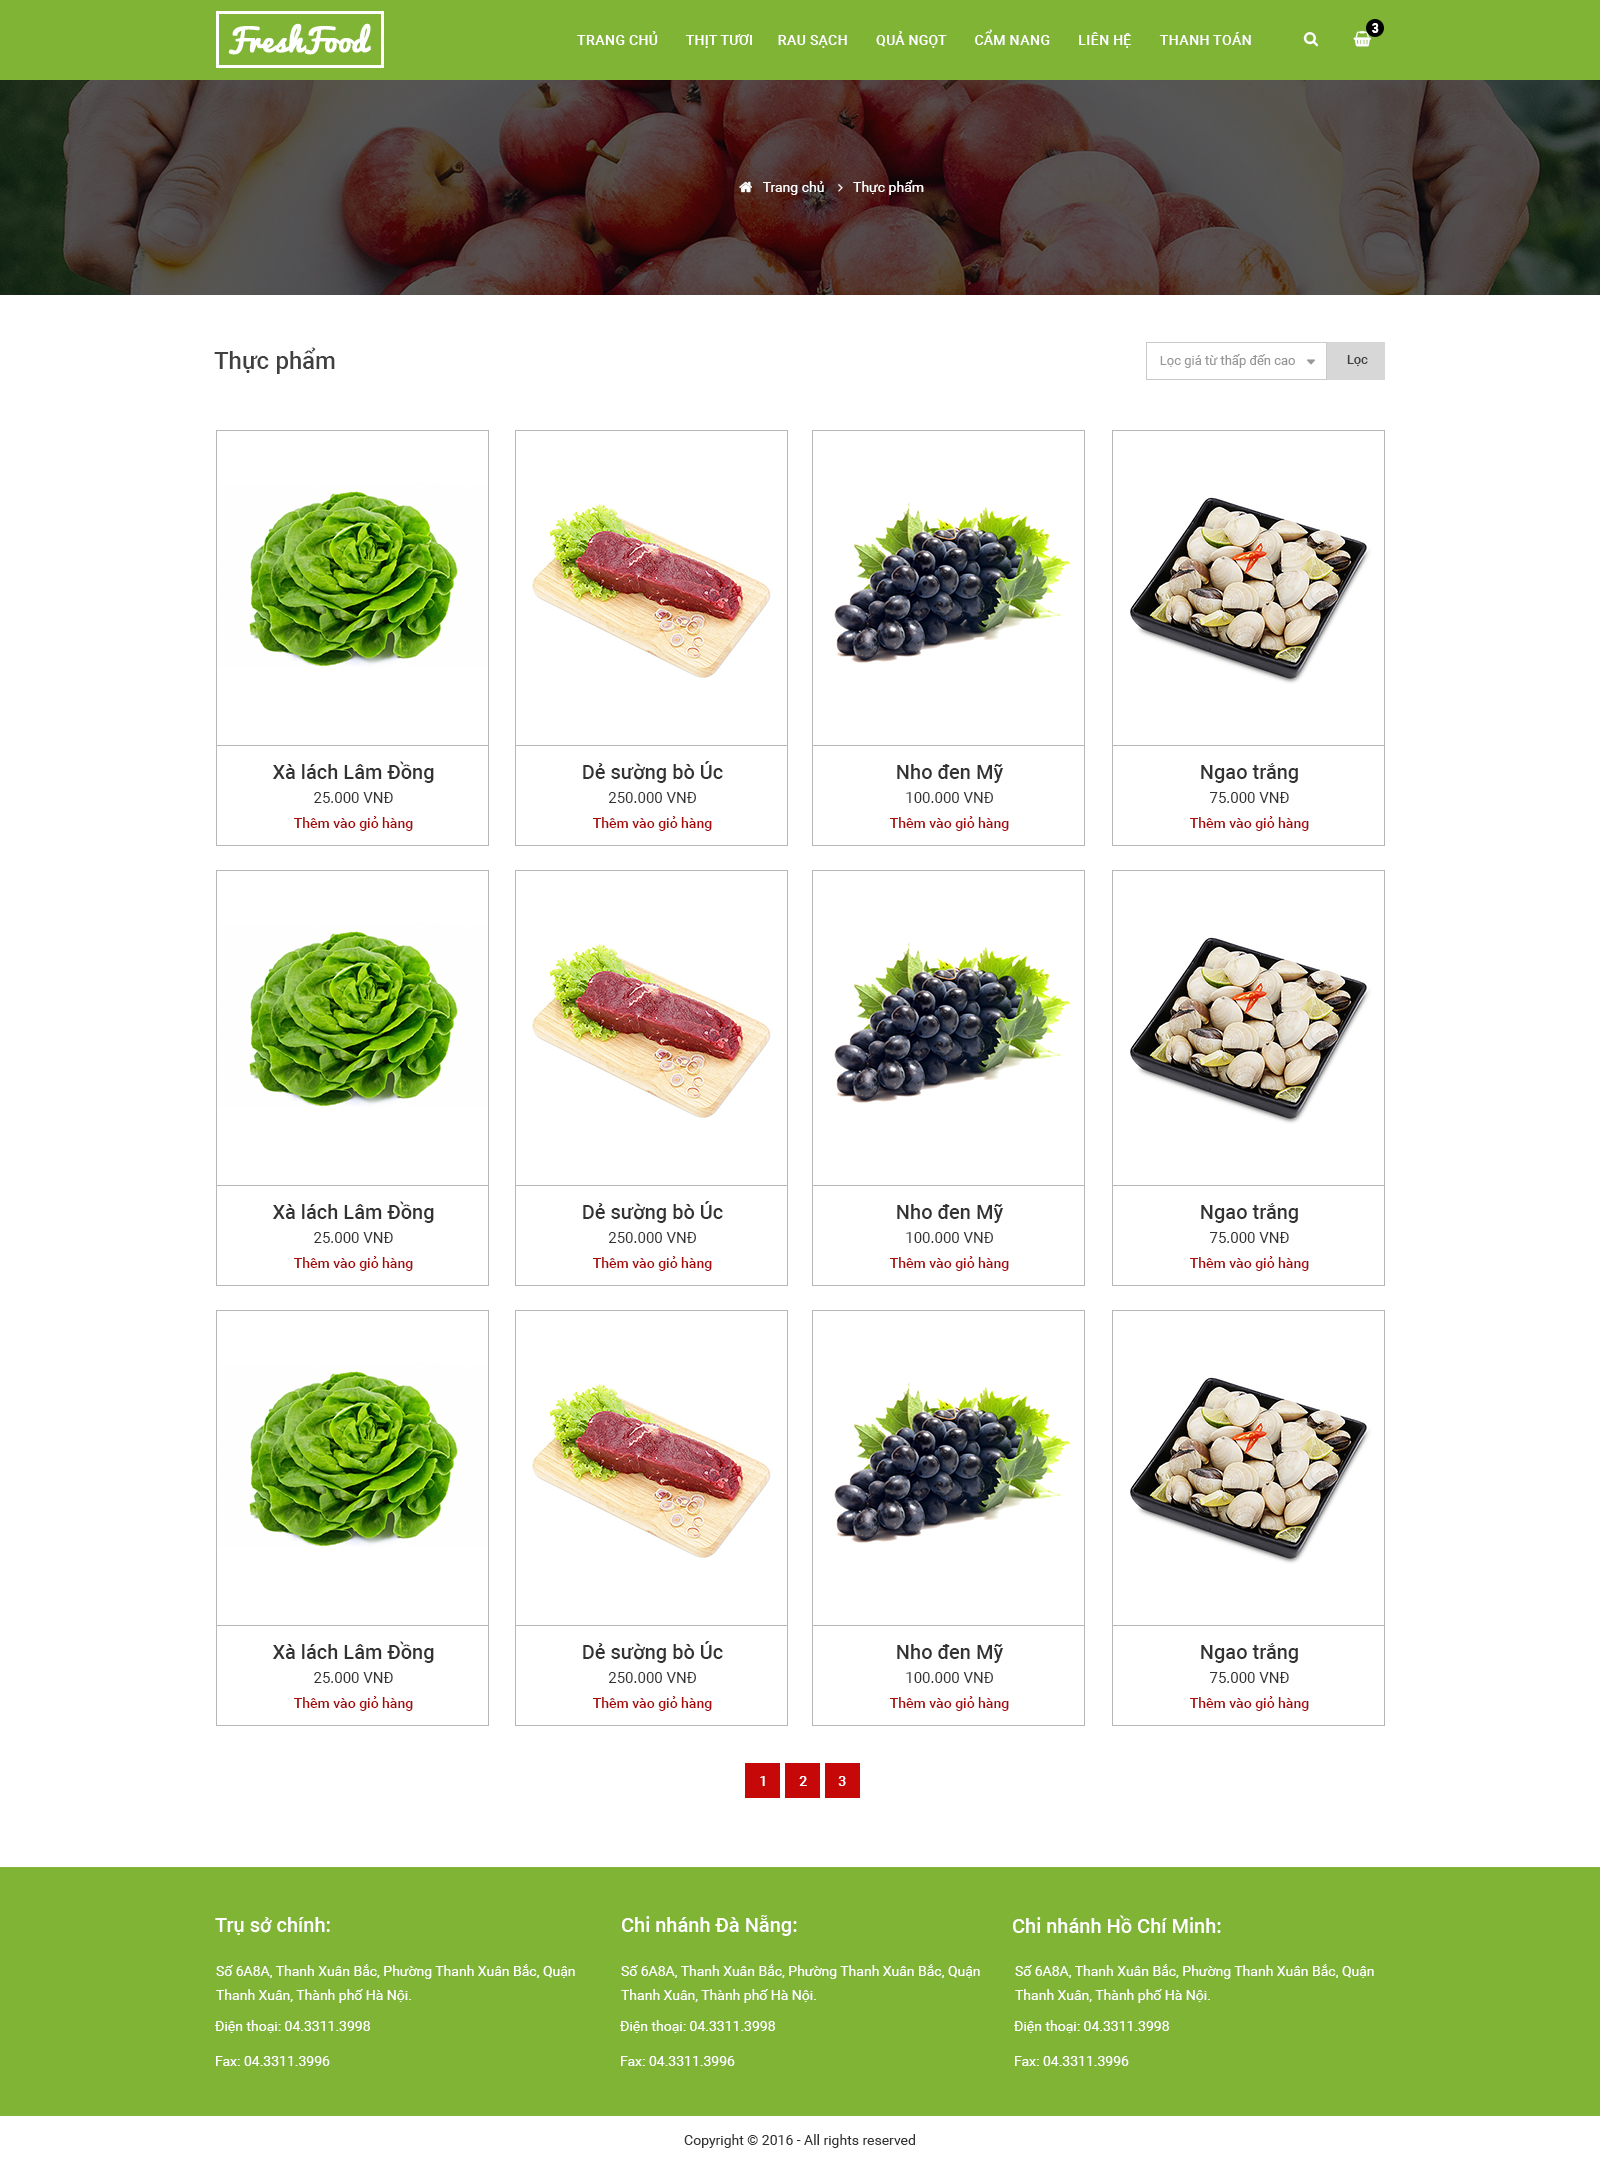 FreshFood
TRANG CHỦ THỊT TƯƠI RAU SẠCH QUẢ NGỌT CẨM NANG LIÊN HỆ THANH TOÁN 3
Trang chủ > Thực phẩm
Thực phẩm
Lọc giá từ thấp đến cao Lọc
Xà lách Lâm Đồng Dẻ sường bò Úc Nho đen Mỹ Ngao trắng
25.000 VNĐ 250.000 VNĐ 100.000 VNĐ 75.000 VNĐ
Thêm vào giỏ hàng Thêm vào giỏ hàng Thêm vào giỏ hàng Thêm vào giỏ hàng
Xà lách Lâm Đồng Dẻ sường bò Úc Nho đen Mỹ Ngao trắng
25.000 VNĐ 250.000 VNĐ 100.000 VNĐ 75.000 VNĐ
Thêm vào giỏ hàng Thêm vào giỏ hàng Thêm vào giỏ hàng Thêm vào giỏ hàng
Xà lách Lâm Đồng Dẻ sường bò Úc Nho đen Mỹ Ngao trắng
25.000 VNĐ 250.000 VNĐ 100.000 VNĐ 75.000 VNĐ
Thêm vào giỏ hàng Thêm vào giỏ hàng Thêm vào giỏ hàng Thêm vào giỏ hàng
1 2 3
Trụ sở chính:
Số 6A8A, Thanh Xuân Bắc, Phường Thanh Xuân Bắc, Quận
Thanh Xuân, Thành phố Hà Nội.
Điện thoại: 04.3311.3998
Fax: 04.3311.3996
Chi nhánh Đà Nẵng:
Số 6A8A, Thanh Xuân Bắc, Phường Thanh Xuân Bắc, Quận
Thanh Xuân, Thành phố Hà Nội.
Điện thoại: 04.3311.3998
Fax: 04.3311.3996
Chi nhánh Hồ Chí Minh:
Số 6A8A, Thanh Xuân Bắc, Phường Thanh Xuân Bắc, Quận
Thanh Xuân, Thành phố Hà Nội.
Điện thoại: 04.3311.3998
Fax: 04.3311.3996
Copyright © 2016 - All rights reserved